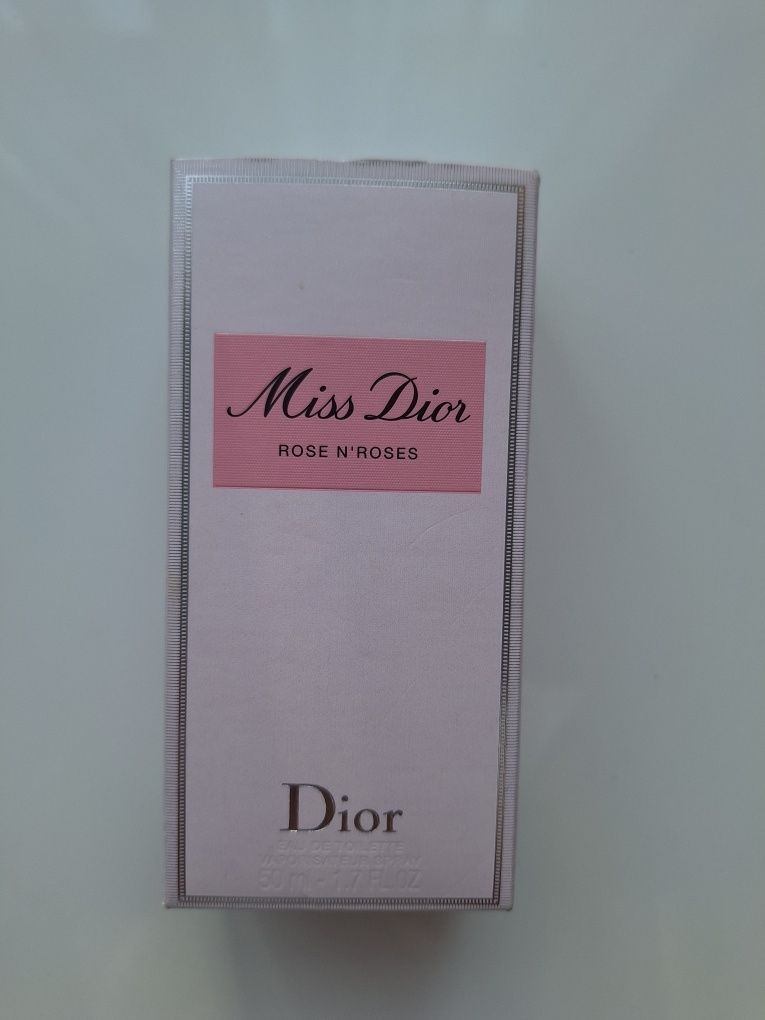 Miss Dior
ROSE N'ROSES
Dior
EAU DE TOILETTE
VAPORISATEUR SPRAY
50 ml - 1.7 FL.OZ